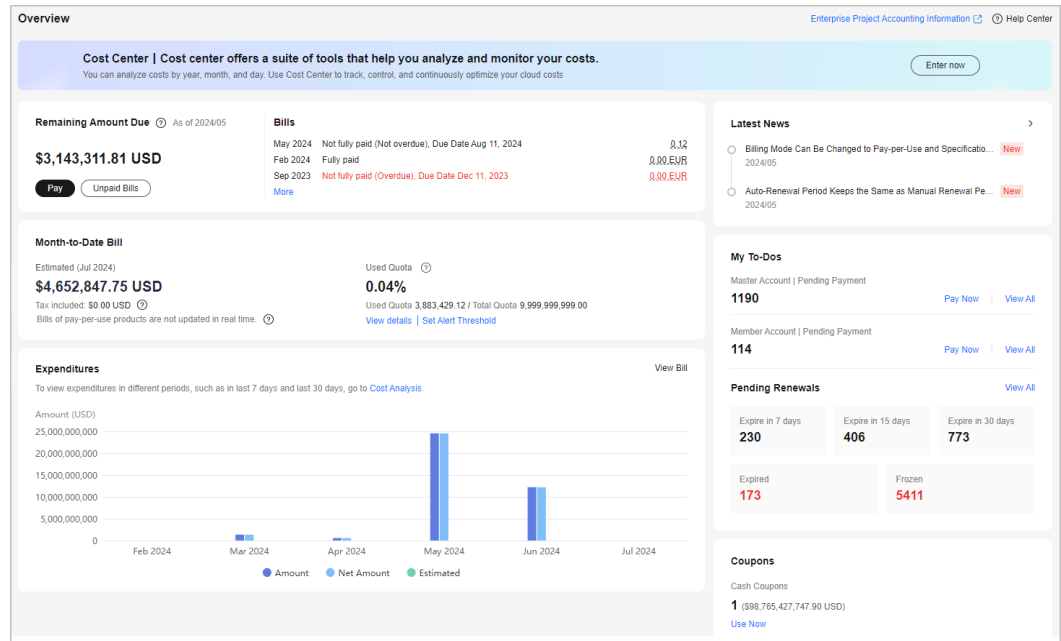 Overview
Enterprise Project Accounting Information
Help Center
Cost Center | Cost center offers a suite of tools that help you analyze and monitor your costs.
You can analyze costs by year, month, and day. Use Cost Center to track, control, and continuously optimize your cloud costs
Enter now
Remaining Amount Due ? As of 2024/05
$3,143,311.81 USD
Pay
Unpaid Bills
Bills
May 2024 Not fully paid (Not overdue), Due Date Aug 11, 2024 0.12
Feb 2024 Fully paid 0.00 EUR
Sep 2023 Not fully paid (Overdue), Due Date Dec 11, 2023 0.00 EUR
More
Month-to-Date Bill
Estimated (Jul 2024)
$4,652,847.75 USD
Tax included: $0.00 USD ?
Bills of pay-per-use products are not updated in real time. ?
Used Quota ?
0.04%
Used Quota 3,883,429.12 / Total Quota 9,999,999,999.00
View details | Set Alert Threshold
Expenditures
View Bill
To view expenditures in different periods, such as in last 7 days and last 30 days, go to Cost Analysis.
Amount (USD)
25,000,000,000
20,000,000,000
15,000,000,000
10,000,000,000
5,000,000,000
0
Feb 2024 Mar 2024 Apr 2024 May 2024 Jun 2024 Jul 2024
Amount Net Amount Estimated
Latest News
Billing Mode Can Be Changed to Pay-per-Use and Specificatio... New
2024/05
Auto-Renewal Period Keeps the Same as Manual Renewal Pe... New
2024/05
My To-Dos
Master Account | Pending Payment
1190 Pay Now | View All
Member Account | Pending Payment
114 Pay Now | View All
Pending Renewals View All
Expire in 7 days Expire in 15 days Expire in 30 days
230 406 773
Expired Frozen
173 5411
Coupons
Cash Coupons
1 ($98,765,427,747.90 USD)
Use Now